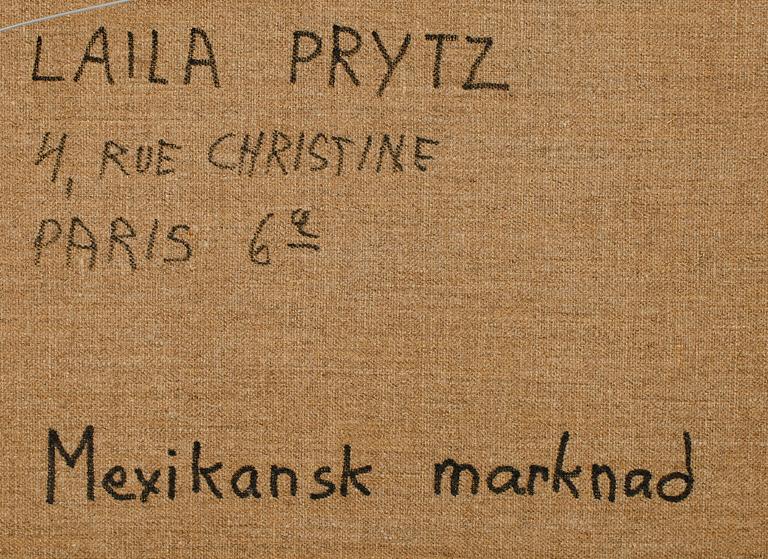 LAILA PRYTZ
4, RUE CHRISTINE
PARIS 6e
Mexikansk marknad